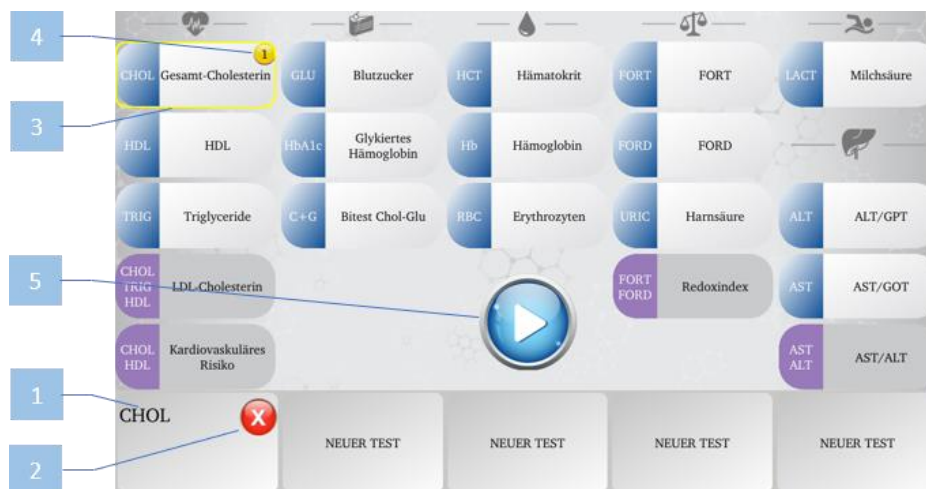 4
1
CHOL
Gesamt-Cholesterin
GLU
Blutzucker
HCT
Hämatokrit
FORT
FORT
LACT
Milchsäure
3
HDL
HDL
HbA1c
Glykiertes
Hämoglobin
Hb
Hämoglobin
FORD
FORD
TRIG
Triglyceride
C+G
Bitest Chol-Glu
RBC
Erythrozyten
URIC
Harnsäure
ALT
ALT/GPT
5
CHOL
TRIG
HDL
LDL-Cholesterin
FORT
FORD
Redoxindex
AST
AST/GOT
CHOL
HDL
Kardiovaskuläres
Risiko
AST
ALT
AST/ALT
1
CHOL
X
NEUER TEST
NEUER TEST
NEUER TEST
NEUER TEST
2